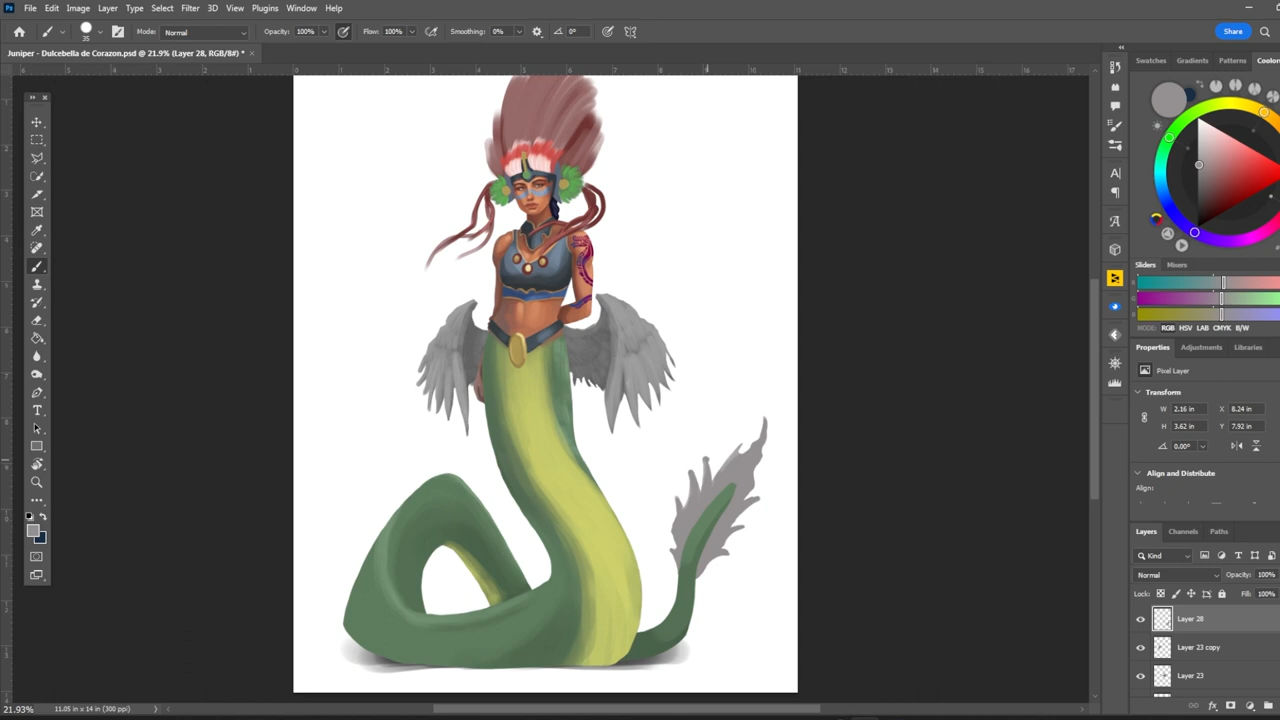 File Edit Image Layer Type Select Filter 3D View Plugins Window Help
35 Mode: Normal Opacity: 100% Flow: 100% Smoothing: 0% 0° Share
Juniper - Dulcebella de Corazon.psd @ 21.9% (Layer 28, RGB/8#) * ×
Swatches Gradients Patterns
Sliders Mixers
MODE: RGB HSV LAB CMYK B/W
Properties Adjustments Libraries
Pixel Layer
Transform
W 2.16 in X 8.24 in
H 3.62 in Y 7.92 in
0.00°
Align and Distribute
Align:
Layers Channels Paths
Kind
Normal Opacity: 100%
Lock: Fill: 100%
Layer 28
Layer 23 copy
Layer 23
21.93% 11.05 in x 14 in (300 ppi)